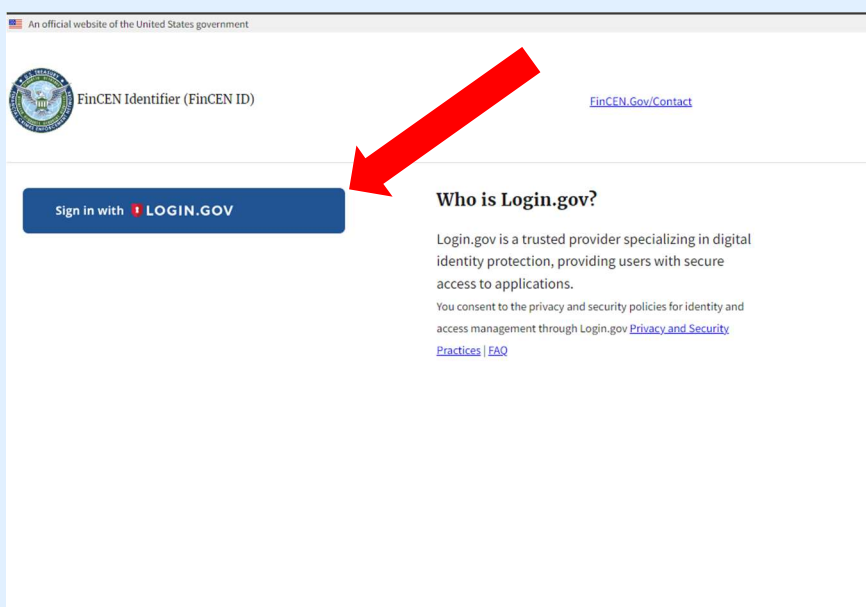 An official website of the United States government
FinCEN Identifier (FinCEN ID)
FinCEN.Gov/Contact
Sign in with LOGIN.GOV
Who is Login.gov?
Login.gov is a trusted provider specializing in digital
identity protection, providing users with secure
access to applications.
You consent to the privacy and security policies for identity and
access management through Login.gov Privacy and Security
Practices | FAQ